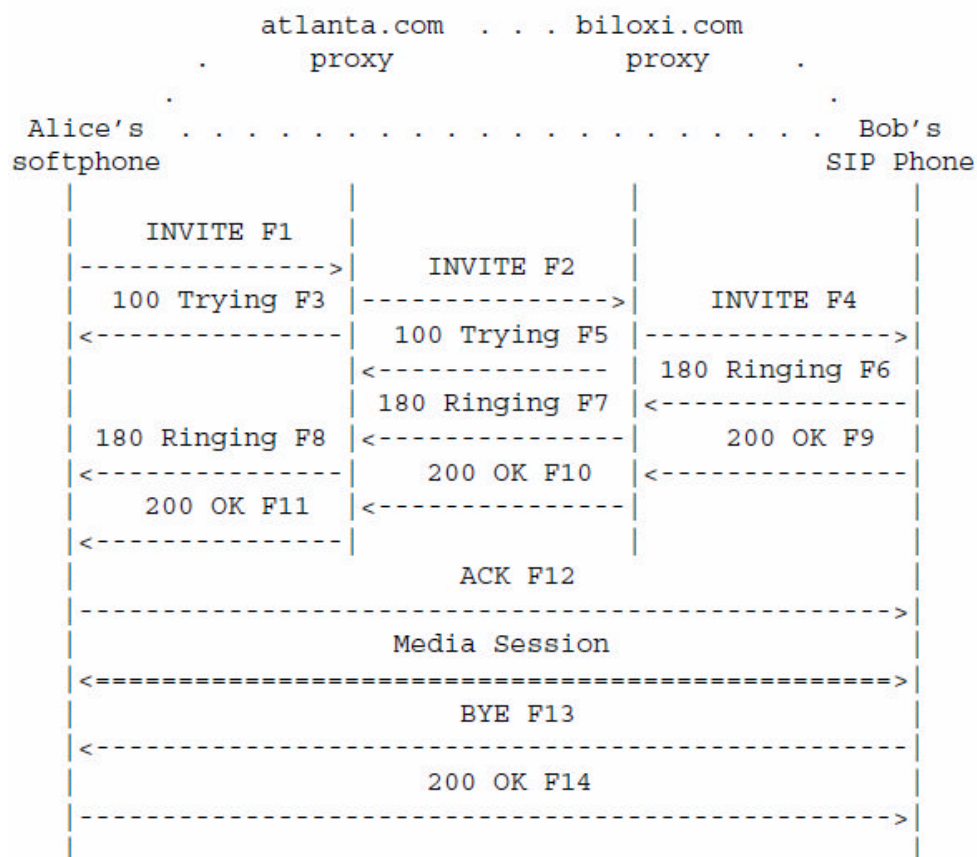 atlanta.com . . . biloxi.com
. proxy proxy .
. .
Alice's . . . . . . . . . . . . . . . . . . . . Bob's
softphone SIP Phone
| | | |
| INVITE F1 | | |
|--------------->| INVITE F2 | |
| 100 Trying F3 |--------------->| INVITE F4 |
|<---------------| 100 Trying F5 |--------------->|
| |<-------------- | 180 Ringing F6 |
| | 180 Ringing F7 |<---------------|
| 180 Ringing F8 |<---------------| 200 OK F9 |
|<---------------| 200 OK F10 |<---------------|
| 200 OK F11 |<---------------| |
|<---------------| | |
| ACK F12 |
|------------------------------------------------->|
| Media Session |
|<================================================>|
| BYE F13 |
|<-------------------------------------------------|
| 200 OK F14 |
|------------------------------------------------->|
| |